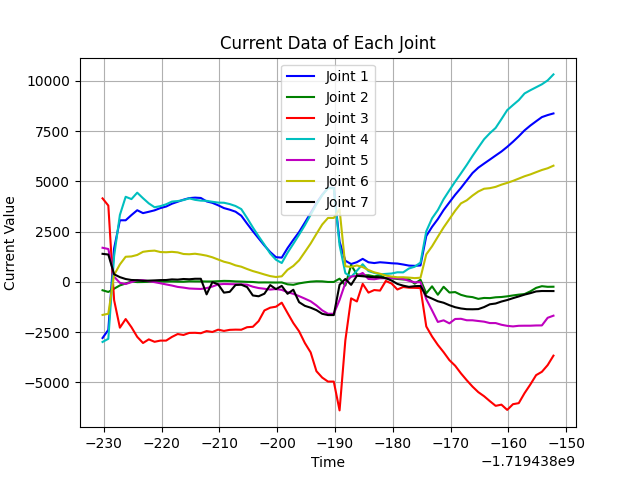 Current Data of Each Joint
Current Value
10000
7500
5000
2500
0
−2500
−5000
Joint 1
Joint 2
Joint 3
Joint 4
Joint 5
Joint 6
Joint 7
−230 −220 −210 −200 −190 −180 −170 −160 −150
Time
−1.719438e9